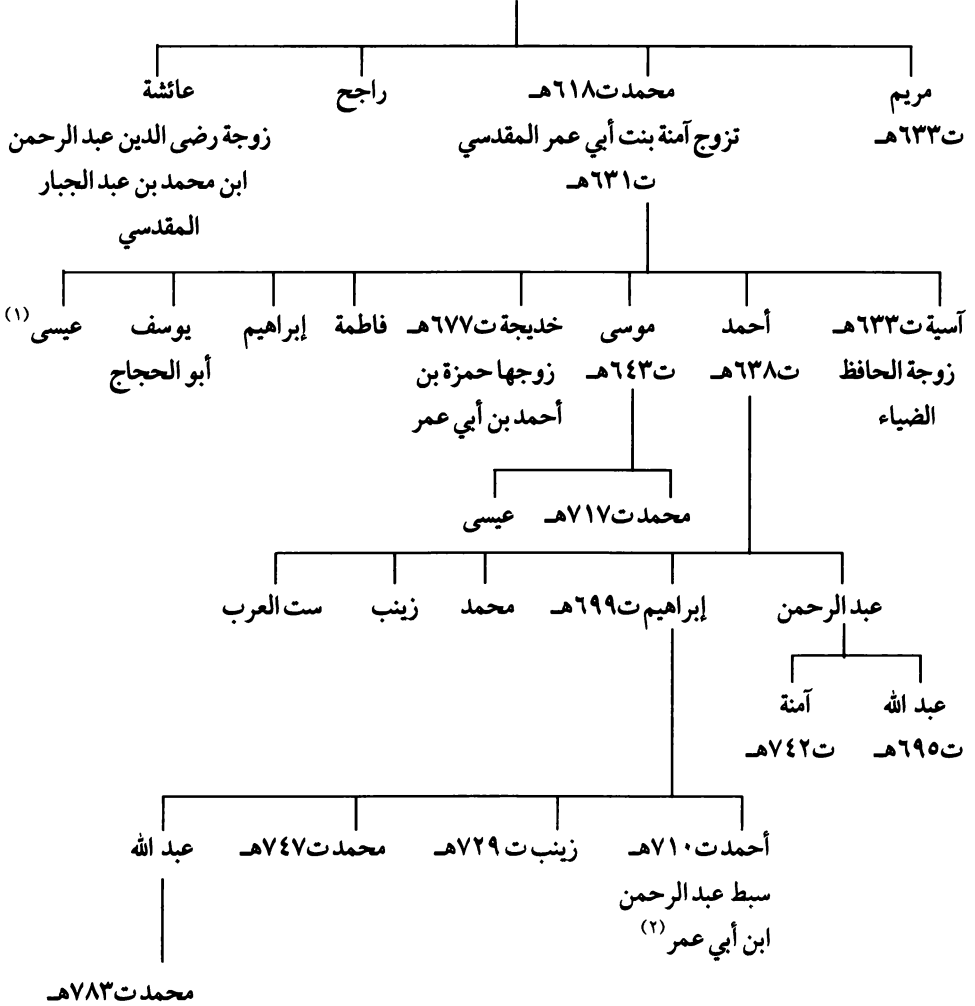 مريم
ت٦٣٣هـ
محمد ت٦١٨هـ
تزوج آمنة بنت أبي عمر المقدسي
ت٦٣١هـ
راجح
عائشة
زوجة رضى الدين عبد الرحمن
ابن محمد بن عبد الجبار
المقدسي
آسية ت٦٣٣هـ
زوجة الحافظ
الضياء
أحمد
ت٦٣٨هـ
موسى
ت٦٤٣هـ
خديجة ت٦٧٧هـ
زوجها حمزة بن
أحمد بن أبي عمر
فاطمة
إبراهيم
يوسف
أبو الحجاج
عيسى (١)
محمد ت٧١٧هـ
عيسى
عبد الرحمن
إبراهيم ت٦٩٩هـ
محمد
زينب
ست العرب
عبد الله
ت٦٩٥هـ
آمنة
ت٧٤٢هـ
أحمد ت٧١٠هـ
سبط عبد الرحمن
ابن أبي عمر (٢)
زينب ت٧٢٩هـ
محمد ت٧٤٧هـ
عبد الله
محمد ت٧٨٣هـ